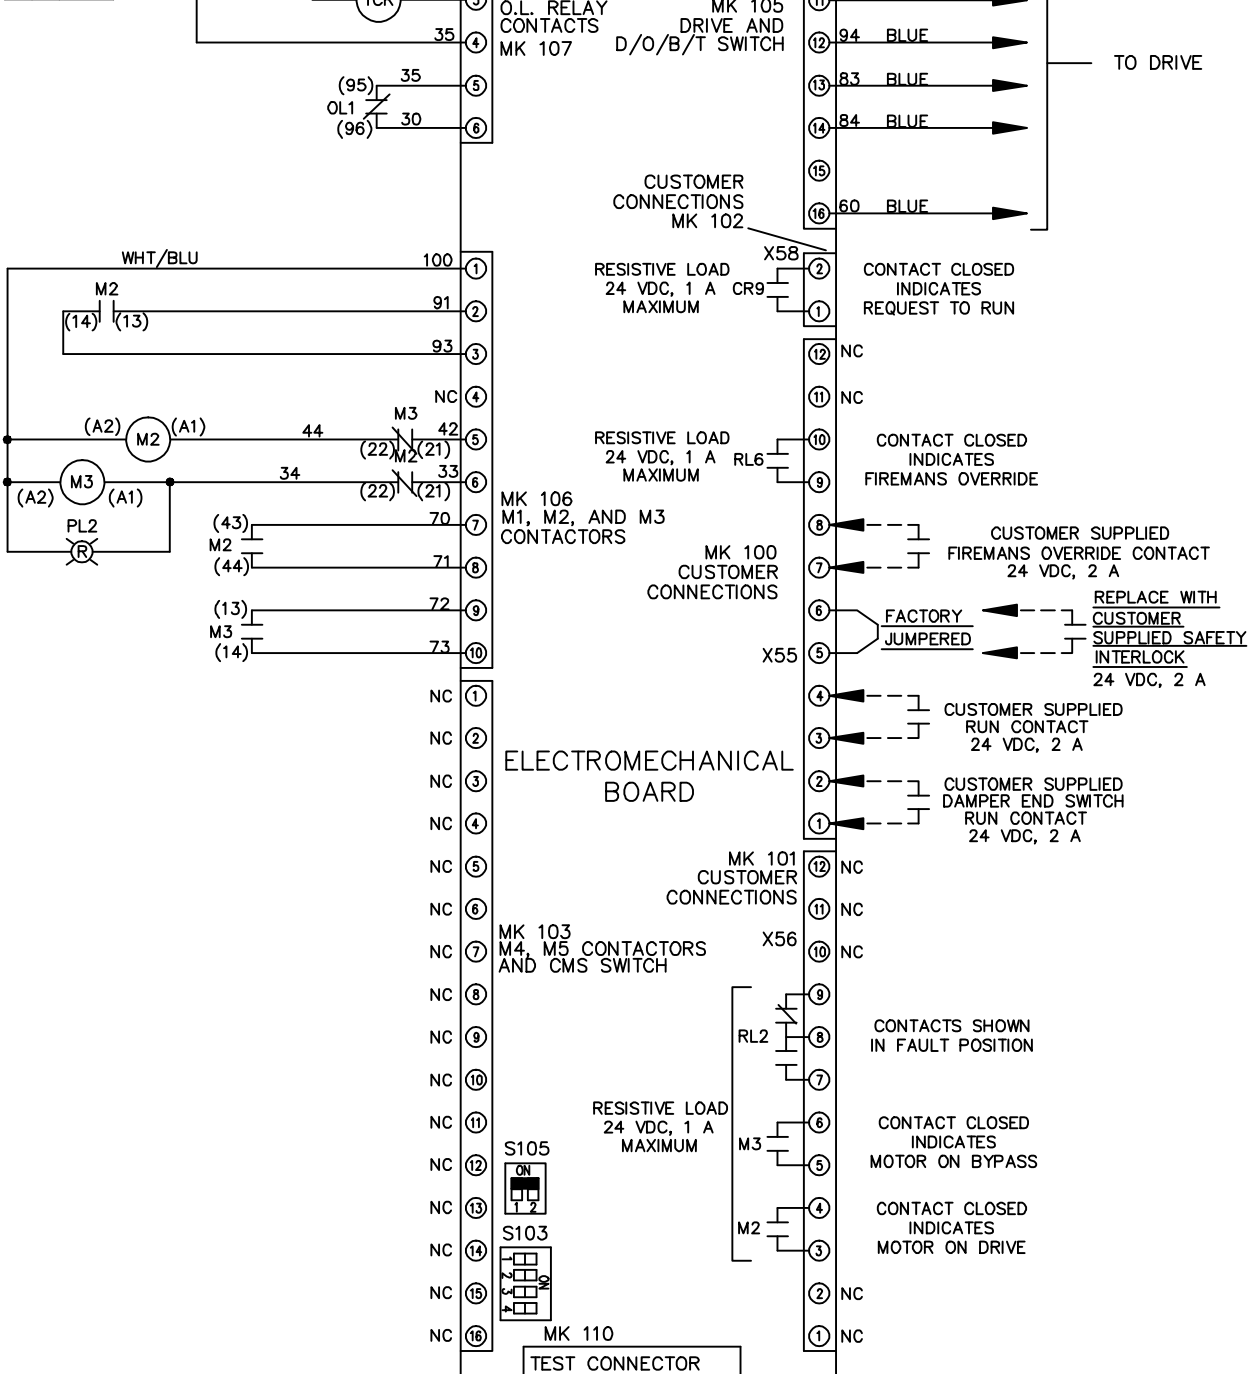 TCR
3
O.L. RELAY
CONTACTS
MK 107
35
4
(95)
35
5
OL1
(96)
30
6
MK 105
DRIVE AND
D/O/B/T SWITCH
11
12
94 BLUE
13
83 BLUE
14
84 BLUE
15
16
60 BLUE
TO DRIVE
CUSTOMER
CONNECTIONS
MK 102
X58
WHT/BLU
100
1
M2
(14) (13)
91
2
93
3
NC
4
(A2)
M2
(A1)
44
M3
(22) (21)
42
5
(A2)
M3
(A1)
34
M2
(22) (21)
33
6
PL2
R
MK 106
M1, M2, AND M3
CONTACTORS
(43)
70
7
M2
(44)
71
8
(13)
72
9
M3
(14)
73
10
RESISTIVE LOAD
24 VDC, 1 A
MAXIMUM
CR9
2
1
CONTACT CLOSED
INDICATES
REQUEST TO RUN
12
NC
11
NC
RESISTIVE LOAD
24 VDC, 1 A
MAXIMUM
RL6
10
9
CONTACT CLOSED
INDICATES
FIREMANS OVERRIDE
MK 100
CUSTOMER
CONNECTIONS
8
7
CUSTOMER SUPPLIED
FIREMANS OVERRIDE CONTACT
24 VDC, 2 A
6
5
X55
FACTORY
JUMPERED
REPLACE WITH
CUSTOMER
SUPPLIED SAFETY
INTERLOCK
24 VDC, 2 A
4
3
CUSTOMER SUPPLIED
RUN CONTACT
24 VDC, 2 A
2
1
CUSTOMER SUPPLIED
DAMPER END SWITCH
RUN CONTACT
24 VDC, 2 A
ELECTROMECHANICAL
BOARD
NC 1
NC 2
NC 3
NC 4
NC 5
NC 6
NC 7
NC 8
NC 9
NC 10
NC 11
NC 12
NC 13
NC 14
NC 15
NC 16
MK 103
M4, M5 CONTACTORS
AND CMS SWITCH
MK 101
CUSTOMER
CONNECTIONS
X56
12 NC
11 NC
10 NC
9
RL2
8
7
CONTACTS SHOWN
IN FAULT POSITION
RESISTIVE LOAD
24 VDC, 1 A
MAXIMUM
M3
6
5
CONTACT CLOSED
INDICATES
MOTOR ON BYPASS
M2
4
3
CONTACT CLOSED
INDICATES
MOTOR ON DRIVE
2 NC
1 NC
S105
ON
1 2
S103
1
2
3
4
ON
MK 110
TEST CONNECTOR